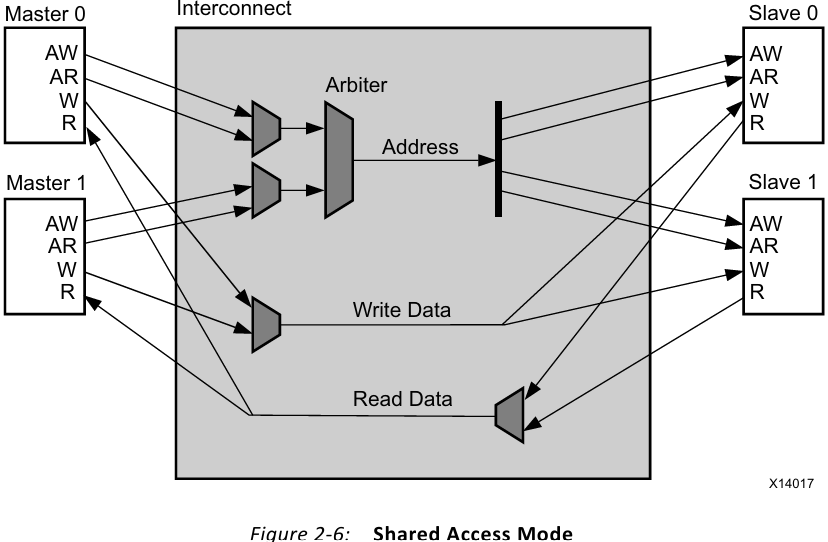 Interconnect
Master 0
AW
AR
W
R
Master 1
AW
AR
W
R
Arbiter
Address
Write Data
Read Data
Slave 0
AW
AR
W
R
Slave 1
AW
AR
W
R
X14017
Figure 2-6: Shared Access Mode